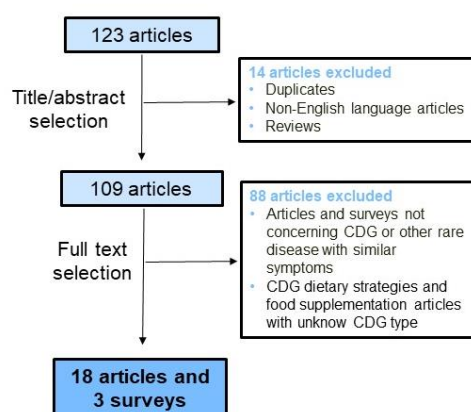 123 articles
Title/abstract
selection
14 articles excluded
• Duplicates
• Non-English language articles
• Reviews
109 articles
Full text
selection
88 articles excluded
• Articles and surveys not
concerning CDG or other rare
disease with similar
symptoms
• CDG dietary strategies and
food supplementation articles
with unknow CDG type
18 articles and
3 surveys